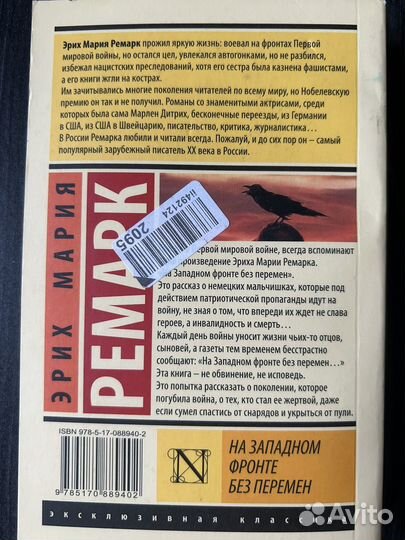 Эрих Мария Ремарк прожил яркую жизнь: воевал на фронтах Первой
мировой войны, но остался цел, увлекался автогонками, но не разбился,
избежал нацистских преследований, хотя его сестра была казнена фашистами,
а его книги жгли на кострах.
Им зачитывались многие поколения читателей по всему миру, но Нобелевскую
премию он так и не получил. Романы со знаменитыми актрисами, среди
которых была сама Марлен Дитрих, бесконечные переезды, из Германии
в США, из США в Швейцарию, писательство, критика, журналистика…
В России Ремарка любили и читали всегда. Пожалуй, и до сих пор он – самый
популярный зарубежный писатель XX века в России.
ЭРИХ МАРИЯ
РЕМАРК
ii492124
2095
первой мировой войне, всегда вспоминают
произведение Эриха Марии Ремарка.
На Западном фронте без перемен».
Это рассказ о немецких мальчишках, которые под
действием патриотической пропаганды идут на
войну, не зная о том, что впереди их ждет не слава
героев, а инвалидность и смерть…
Каждый день войны уносит жизни чьих-то отцов,
сыновей, а газеты тем временем бесстрастно
сообщают: «На Западном фронте без перемен…»
Эта книга – не обвинение, не исповедь.
Это попытка рассказать о поколении, которое
погубила война, о тех, кто стал ее жертвой, даже
если сумел спастись от снарядов и укрыться от пули.
ISBN 978-5-17-088940-2
9 785170 889402
N
НА ЗАПАДНОМ
ФРОНТЕ
БЕЗ ПЕРЕМЕН
эксклюзивная классика
Avito